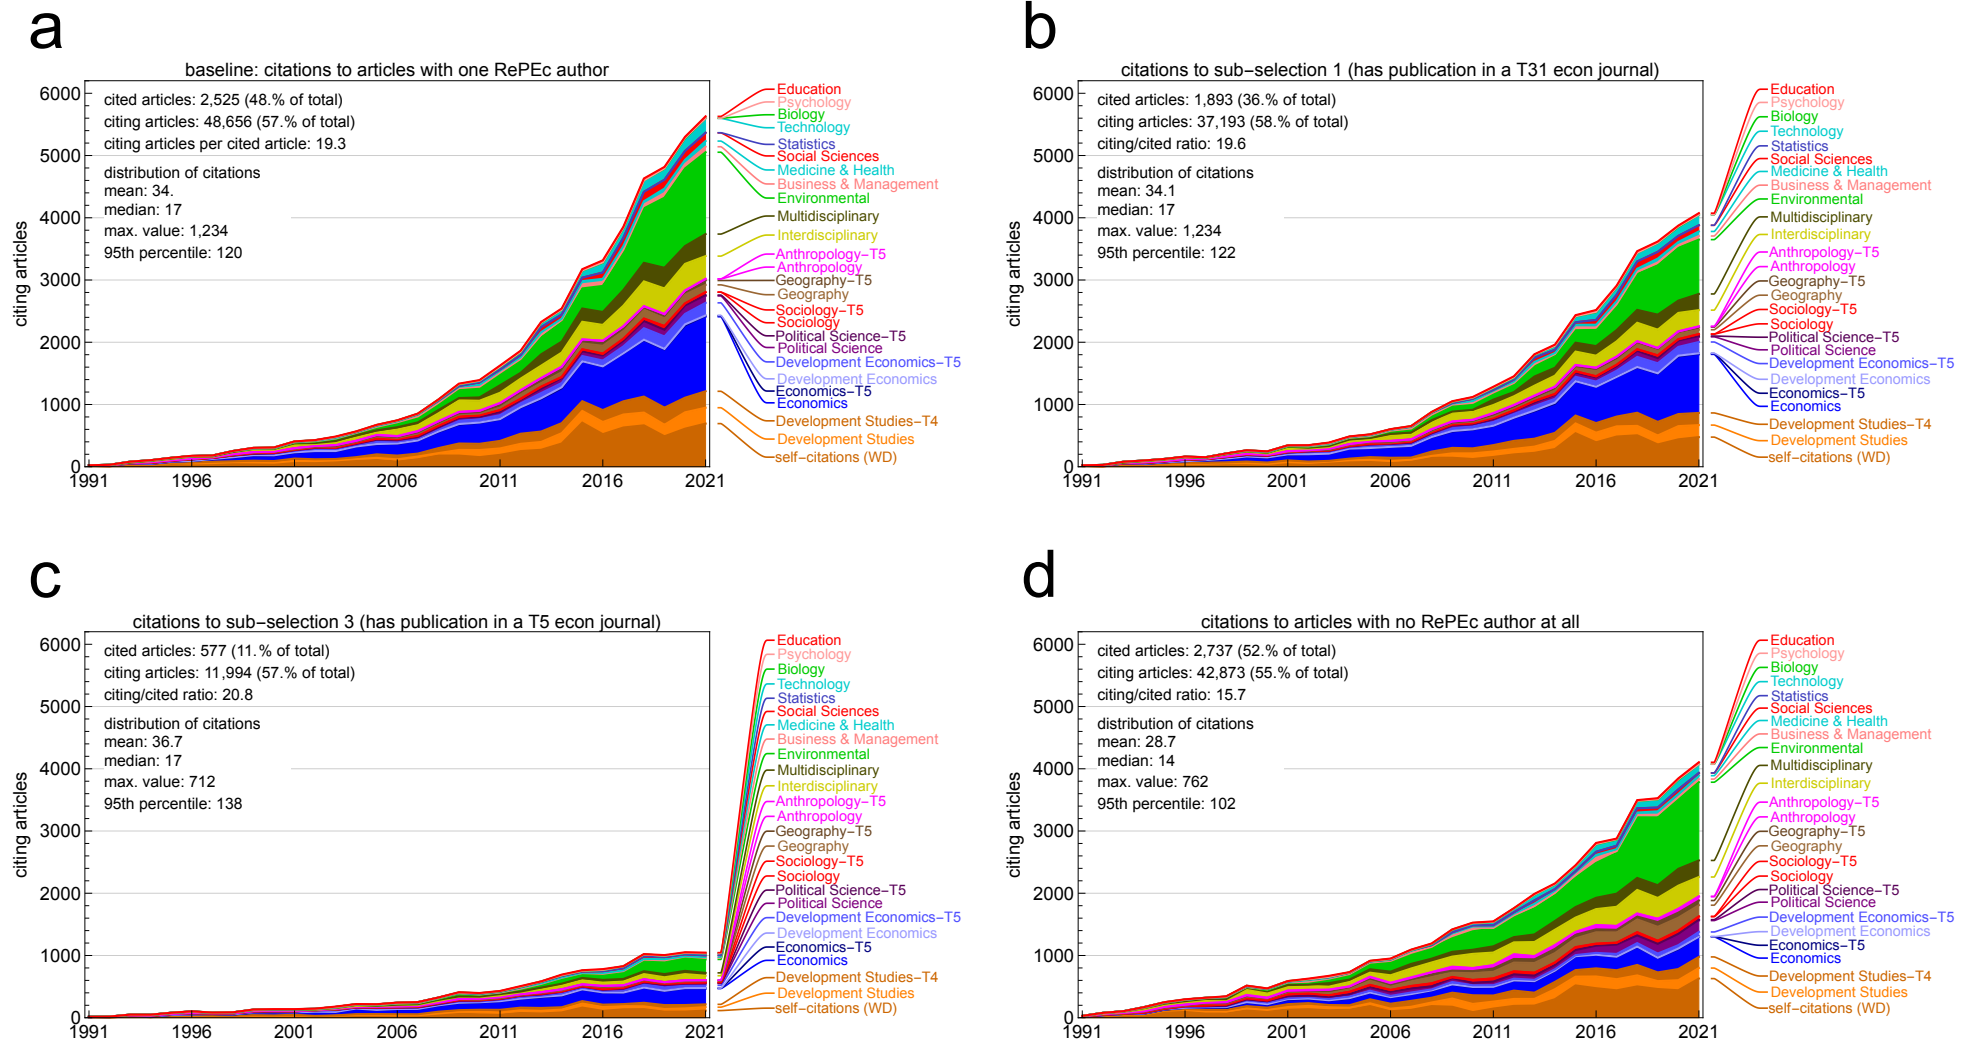 a
baseline: citations to articles with one RePEc author
cited articles: 2,525 (48.% of total)
citing articles: 48,656 (57.% of total)
citing articles per cited article: 19.3
distribution of citations
mean: 34.
median: 17
max. value: 1,234
95th percentile: 120
citing articles
6000
5000
4000
3000
2000
1000
0
1991 1996 2001 2006 2011 2016 2021
Education
Psychology
Biology
Technology
Statistics
Social Sciences
Medicine & Health
Business & Management
Environmental
Multidisciplinary
Interdisciplinary
Anthropology-T5
Anthropology
Geography-T5
Geography
Sociology-T5
Sociology
Political Science-T5
Political Science
Development Economics-T5
Development Economics
Economics-T5
Economics
Development Studies-T4
Development Studies
self-citations (WD)
b
citations to sub-selection 1 (has publication in a T31 econ journal)
cited articles: 1,893 (36.% of total)
citing articles: 37,193 (58.% of total)
citing/cited ratio: 19.6
distribution of citations
mean: 34.1
median: 17
max. value: 1,234
95th percentile: 122
citing articles
6000
5000
4000
3000
2000
1000
0
1991 1996 2001 2006 2011 2016 2021
Education
Psychology
Biology
Technology
Statistics
Social Sciences
Medicine & Health
Business & Management
Environmental
Multidisciplinary
Interdisciplinary
Anthropology-T5
Anthropology
Geography-T5
Geography
Sociology-T5
Sociology
Political Science-T5
Political Science
Development Economics-T5
Development Economics
Economics-T5
Economics
Development Studies-T4
Development Studies
self-citations (WD)
c
citations to sub-selection 3 (has publication in a T5 econ journal)
cited articles: 577 (11.% of total)
citing articles: 11,994 (57.% of total)
citing/cited ratio: 20.8
distribution of citations
mean: 36.7
median: 17
max. value: 712
95th percentile: 138
citing articles
6000
5000
4000
3000
2000
1000
0
1991 1996 2001 2006 2011 2016 2021
Education
Psychology
Biology
Technology
Statistics
Social Sciences
Medicine & Health
Business & Management
Environmental
Multidisciplinary
Interdisciplinary
Anthropology-T5
Anthropology
Geography-T5
Geography
Sociology-T5
Sociology
Political Science-T5
Political Science
Development Economics-T5
Development Economics
Economics-T5
Economics
Development Studies-T4
Development Studies
self-citations (WD)
d
citations to articles with no RePEc author at all
cited articles: 2,737 (52.% of total)
citing articles: 42,873 (55.% of total)
citing/cited ratio: 15.7
distribution of citations
mean: 28.7
median: 14
max. value: 762
95th percentile: 102
citing articles
6000
5000
4000
3000
2000
1000
0
1991 1996 2001 2006 2011 2016 2021
Education
Psychology
Biology
Technology
Statistics
Social Sciences
Medicine & Health
Business & Management
Environmental
Multidisciplinary
Interdisciplinary
Anthropology-T5
Anthropology
Geography-T5
Geography
Sociology-T5
Sociology
Political Science-T5
Political Science
Development Economics-T5
Development Economics
Economics-T5
Economics
Development Studies-T4
Development Studies
self-citations (WD)